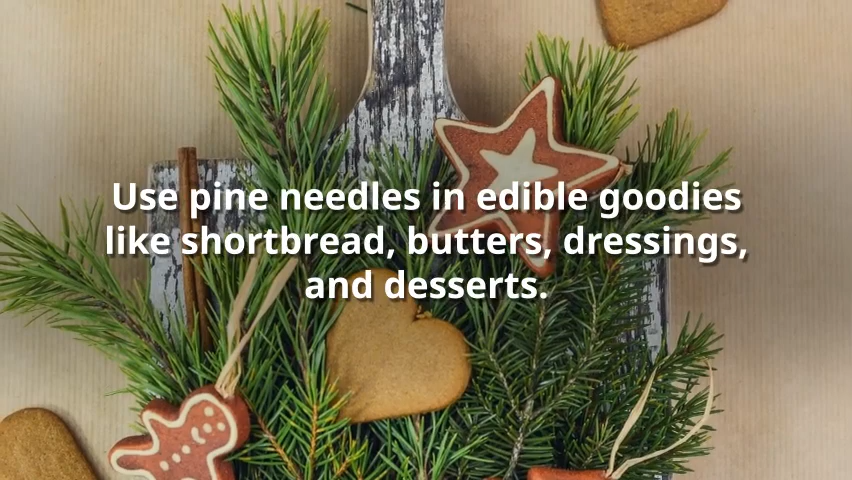 Use pine needles in edible goodies
like shortbread, butters, dressings,
and desserts.